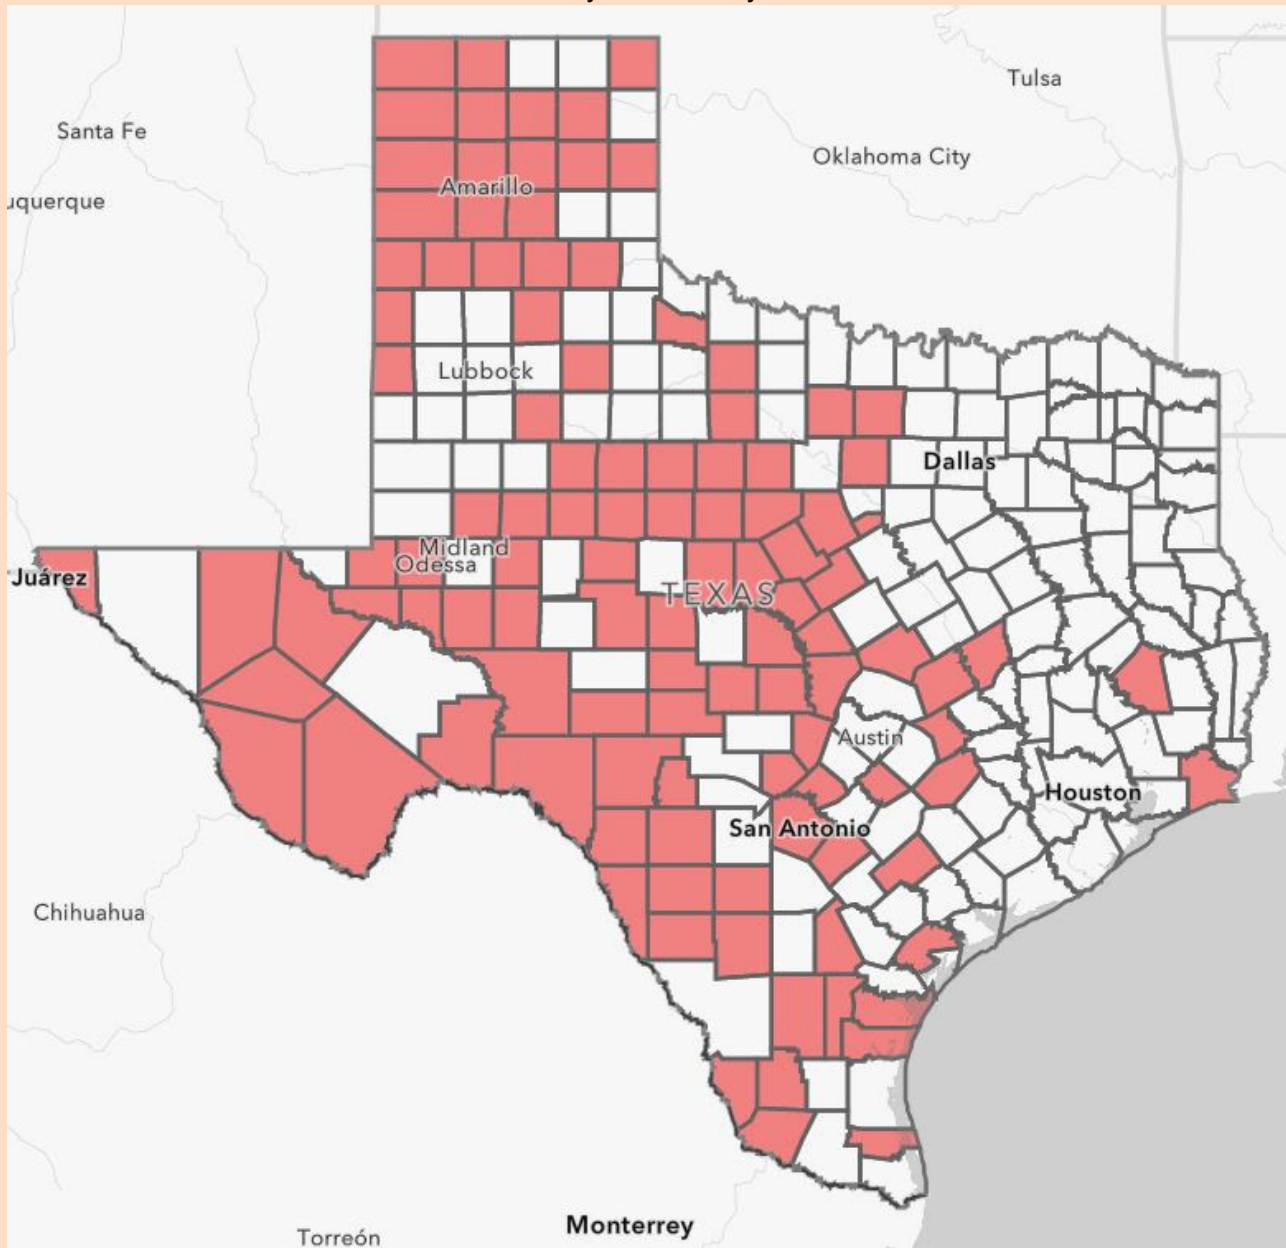 Tulsa
Santa Fe
Oklahoma City
Amarillo
uquerque
Lubbock
Dallas
Midland
Odessa
Juárez
TEXAS
Austin
Houston
San Antonio
Chihuahua
Monterrey
Torreón